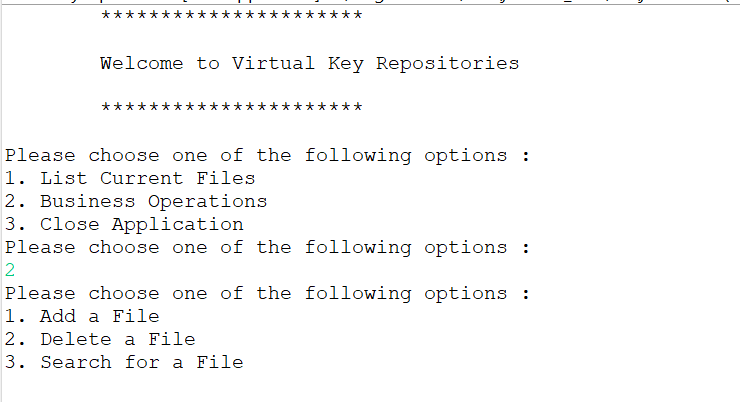 **********************
Welcome to Virtual Key Repositories
**********************
Please choose one of the following options :
1. List Current Files
2. Business Operations
3. Close Application
Please choose one of the following options :
2
Please choose one of the following options :
1. Add a File
2. Delete a File
3. Search for a File